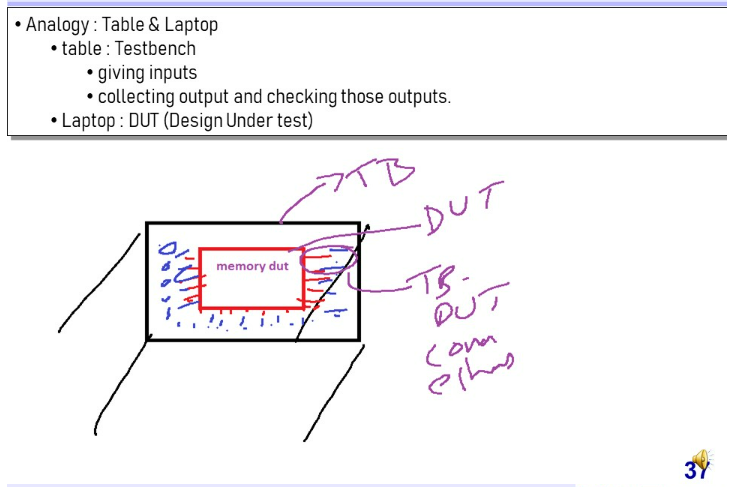 • Analogy : Table & Laptop
• table : Testbench
• giving inputs
• collecting output and checking those outputs.
• Laptop : DUT (Design Under test)
TB
DUT
memory dut
TB-
DUT
37